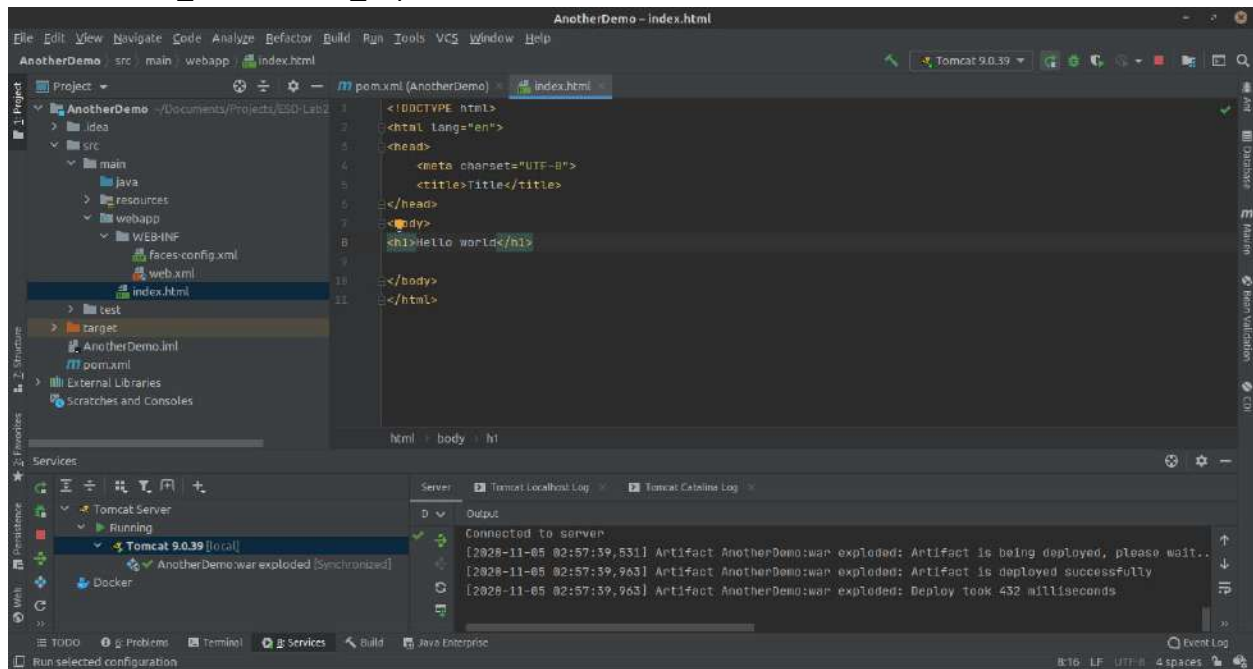 AnotherDemo – index.html
File Edit View Navigate Code Analyze Refactor Build Run Tools VCS Window Help
AnotherDemo src main webapp index.html
Tomcat 9.0.39
1: Project
Project
pom.xml (AnotherDemo)
index.html
AnotherDemo ~/Documents/Projects/ESD-Lab2
.idea
src
main
java
resources
webapp
WEB-INF
faces-config.xml
web.xml
index.html
test
target
AnotherDemo.iml
pom.xml
External Libraries
Scratches and Consoles
1 <!DOCTYPE html>
2 <html lang="en">
3 <head>
4 <meta charset="UTF-8">
5 <title>Title</title>
6 </head>
7 <body>
8 <h1>Hello world</h1>
9
10 </body>
11 </html>
html body h1
Ant
Database
Maven
Bean Validation
CDI
Z: Structure
2: Favorites
Persistence
Web
Services
Tomcat Server
Running
Tomcat 9.0.39 [local]
AnotherDemo:war exploded [Synchronized]
Docker
Server Tomcat Localhost Log Tomcat Catalina Log
D Output
Connected to server
[2020-11-05 02:57:39,531] Artifact AnotherDemo:war exploded: Artifact is being deployed, please wait..
[2020-11-05 02:57:39,963] Artifact AnotherDemo:war exploded: Artifact is deployed successfully
[2020-11-05 02:57:39,963] Artifact AnotherDemo:war exploded: Deploy took 432 milliseconds
TODO 6: Problems Terminal 8: Services Build Java Enterprise Event Log
Run selected configuration
8:16 LF UTF-8 4 spaces